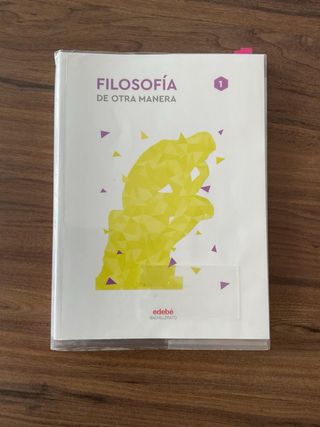 FILOSOFÍA
1
DE OTRA MANERA
edebé
BACHILLERATO